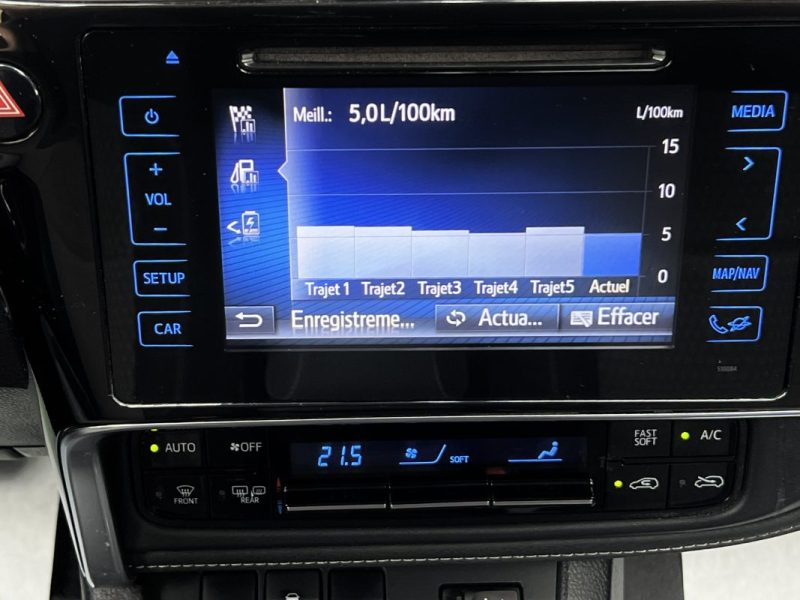 Meill.: 5,0L/100km
L/100km
15
10
5
0
Trajet 1 Trajet2 Trajet3 Trajet4 Trajet5 Actuel
Enregistreme... Actua... Effacer
+
VOL
−
SETUP
CAR
MEDIA
MAP/NAV
AUTO
OFF
21.5
SOFT
FAST
SOFT
A/C
FRONT
REAR